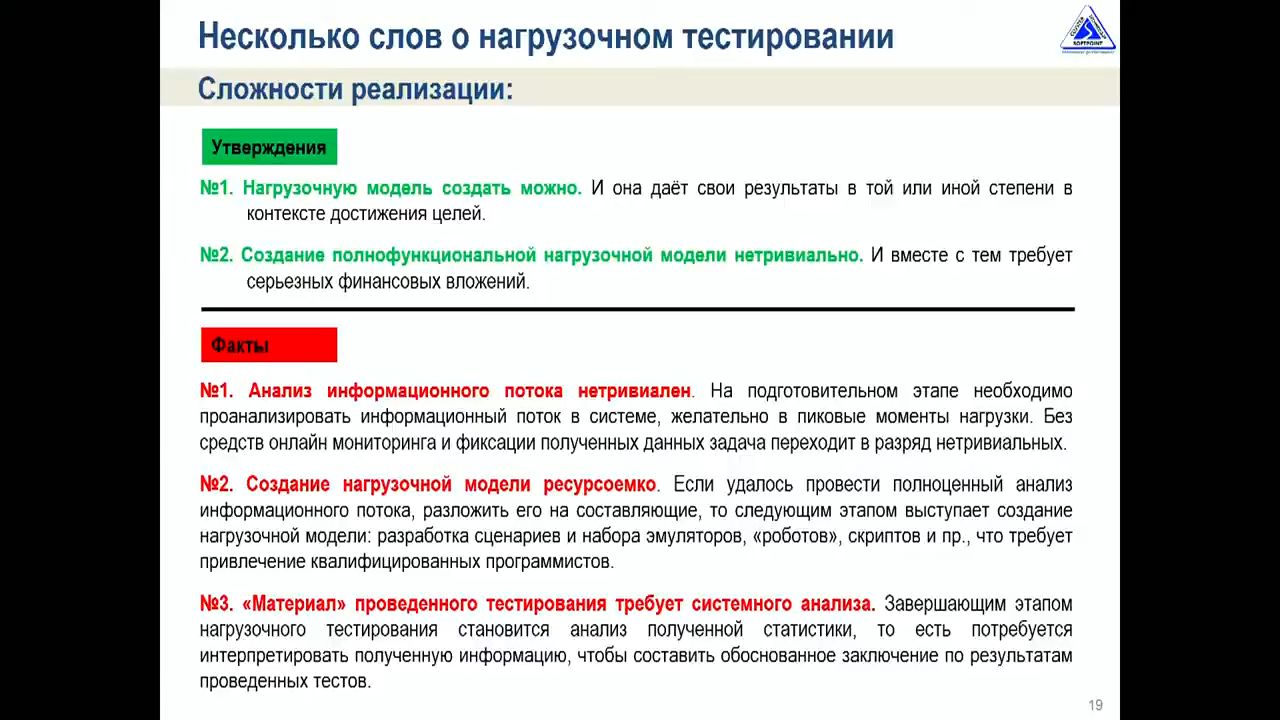 Несколько слов о нагрузочном тестировании
SOFTPOINT
Сложности реализации:
Утверждения
№1. Нагрузочную модель создать можно. И она даёт свои результаты в той или иной степени в
контексте достижения целей.
№2. Создание полнофункциональной нагрузочной модели нетривиально. И вместе с тем требует
серьезных финансовых вложений.
Факты
№1. Анализ информационного потока нетривиален. На подготовительном этапе необходимо
проанализировать информационный поток в системе, желательно в пиковые моменты нагрузки. Без
средств онлайн мониторинга и фиксации полученных данных задача переходит в разряд нетривиальных.
№2. Создание нагрузочной модели ресурсоемко. Если удалось провести полноценный анализ
информационного потока, разложить его на составляющие, то следующим этапом выступает создание
нагрузочной модели: разработка сценариев и набора эмуляторов, «роботов», скриптов и пр., что требует
привлечение квалифицированных программистов.
№3. «Материал» проведенного тестирования требует системного анализа. Завершающим этапом
нагрузочного тестирования становится анализ полученной статистики, то есть потребуется
интерпретировать полученную информацию, чтобы составить обоснованное заключение по результатам
проведенных тестов.
19